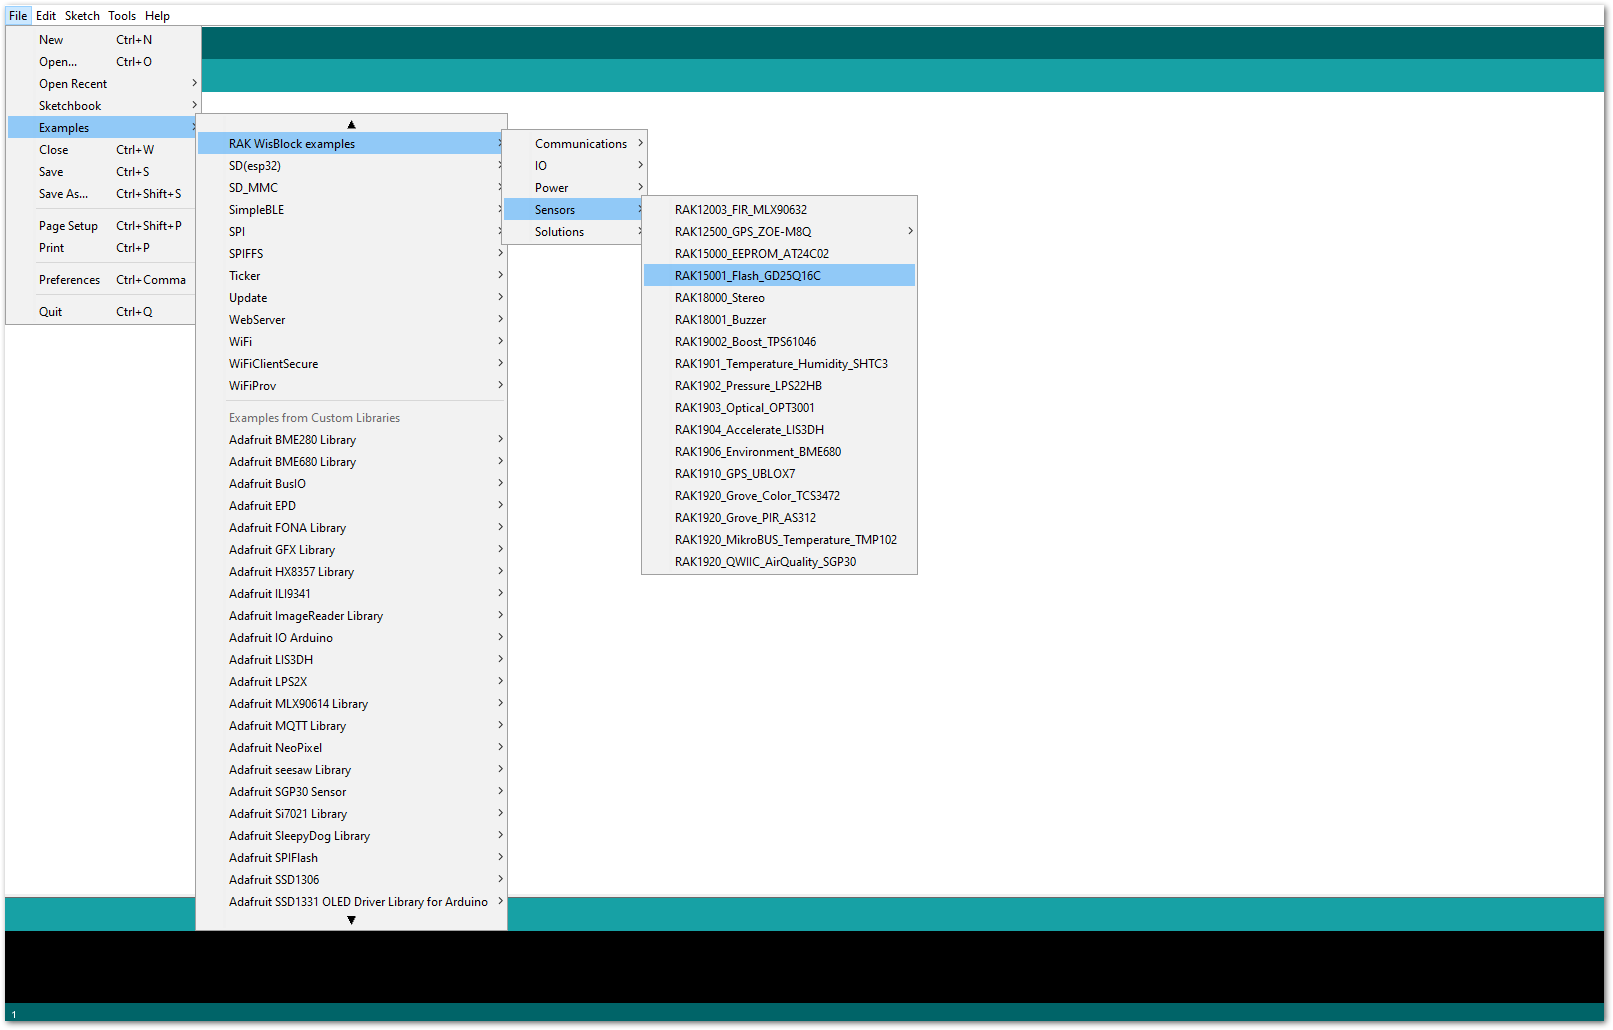 File Edit Sketch Tools Help
New Ctrl+N
Open... Ctrl+O
Open Recent
Sketchbook
Examples
Close Ctrl+W
Save Ctrl+S
Save As... Ctrl+Shift+S
Page Setup Ctrl+Shift+P
Print Ctrl+P
Preferences Ctrl+Comma
Quit Ctrl+Q
RAK WisBlock examples
SD(esp32)
SD_MMC
SimpleBLE
SPI
SPIFFS
Ticker
Update
WebServer
WiFi
WiFiClientSecure
WiFiProv
Examples from Custom Libraries
Adafruit BME280 Library
Adafruit BME680 Library
Adafruit BusIO
Adafruit EPD
Adafruit FONA Library
Adafruit GFX Library
Adafruit HX8357 Library
Adafruit ILI9341
Adafruit ImageReader Library
Adafruit IO Arduino
Adafruit LIS3DH
Adafruit LPS2X
Adafruit MLX90614 Library
Adafruit MQTT Library
Adafruit NeoPixel
Adafruit seesaw Library
Adafruit SGP30 Sensor
Adafruit Si7021 Library
Adafruit SleepyDog Library
Adafruit SPIFlash
Adafruit SSD1306
Adafruit SSD1331 OLED Driver Library for Arduino
Communications
IO
Power
Sensors
Solutions
RAK12003_FIR_MLX90632
RAK12500_GPS_ZOE-M8Q
RAK15000_EEPROM_AT24C02
RAK15001_Flash_GD25Q16C
RAK18000_Stereo
RAK18001_Buzzer
RAK19002_Boost_TPS61046
RAK1901_Temperature_Humidity_SHTC3
RAK1902_Pressure_LPS22HB
RAK1903_Optical_OPT3001
RAK1904_Accelerate_LIS3DH
RAK1906_Environment_BME680
RAK1910_GPS_UBLOX7
RAK1920_Grove_Color_TCS3472
RAK1920_Grove_PIR_AS312
RAK1920_MikroBUS_Temperature_TMP102
RAK1920_QWIIC_AirQuality_SGP30
1